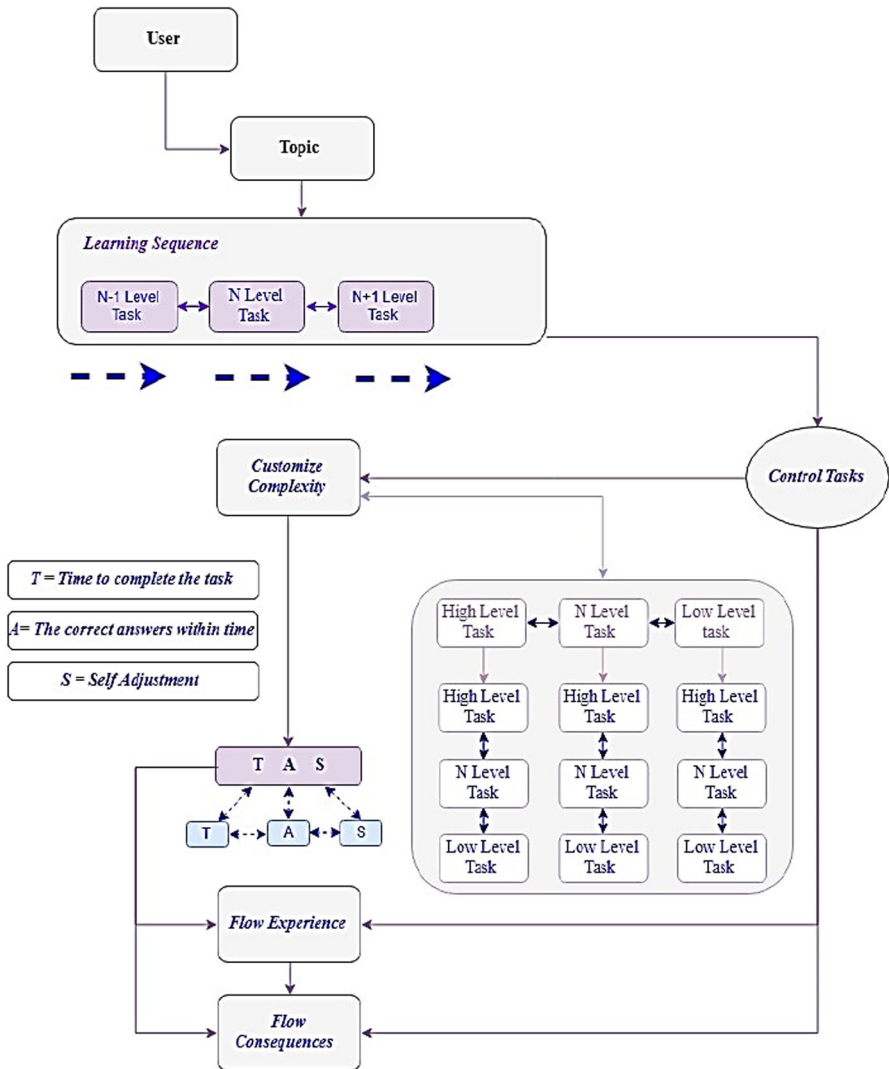 User
Topic
Learning Sequence
N-1 Level
Task
N Level
Task
N+1 Level
Task
Customize
Complexity
Control Tasks
T = Time to complete the task
A= The correct answers within time
S = Self Adjustment
High Level
Task
N Level
Task
Low Level
task
High Level
Task
High Level
Task
High Level
Task
N Level
Task
N Level
Task
N Level
Task
Low Level
Task
Low Level
Task
Low Level
Task
T A S
T
A
S
Flow Experience
Flow
Consequences